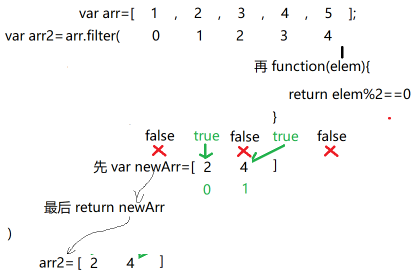 var arr=[ 1 , 2 , 3 , 4 , 5 ];
var arr2=arr.filter( 0 1 2 3 4
再 function(elem){
return elem%2==0
}
false true false true false
先 var newArr=[ 2 4 ]
0 1
最后 return newArr
)
arr2=[ 2 4 ]